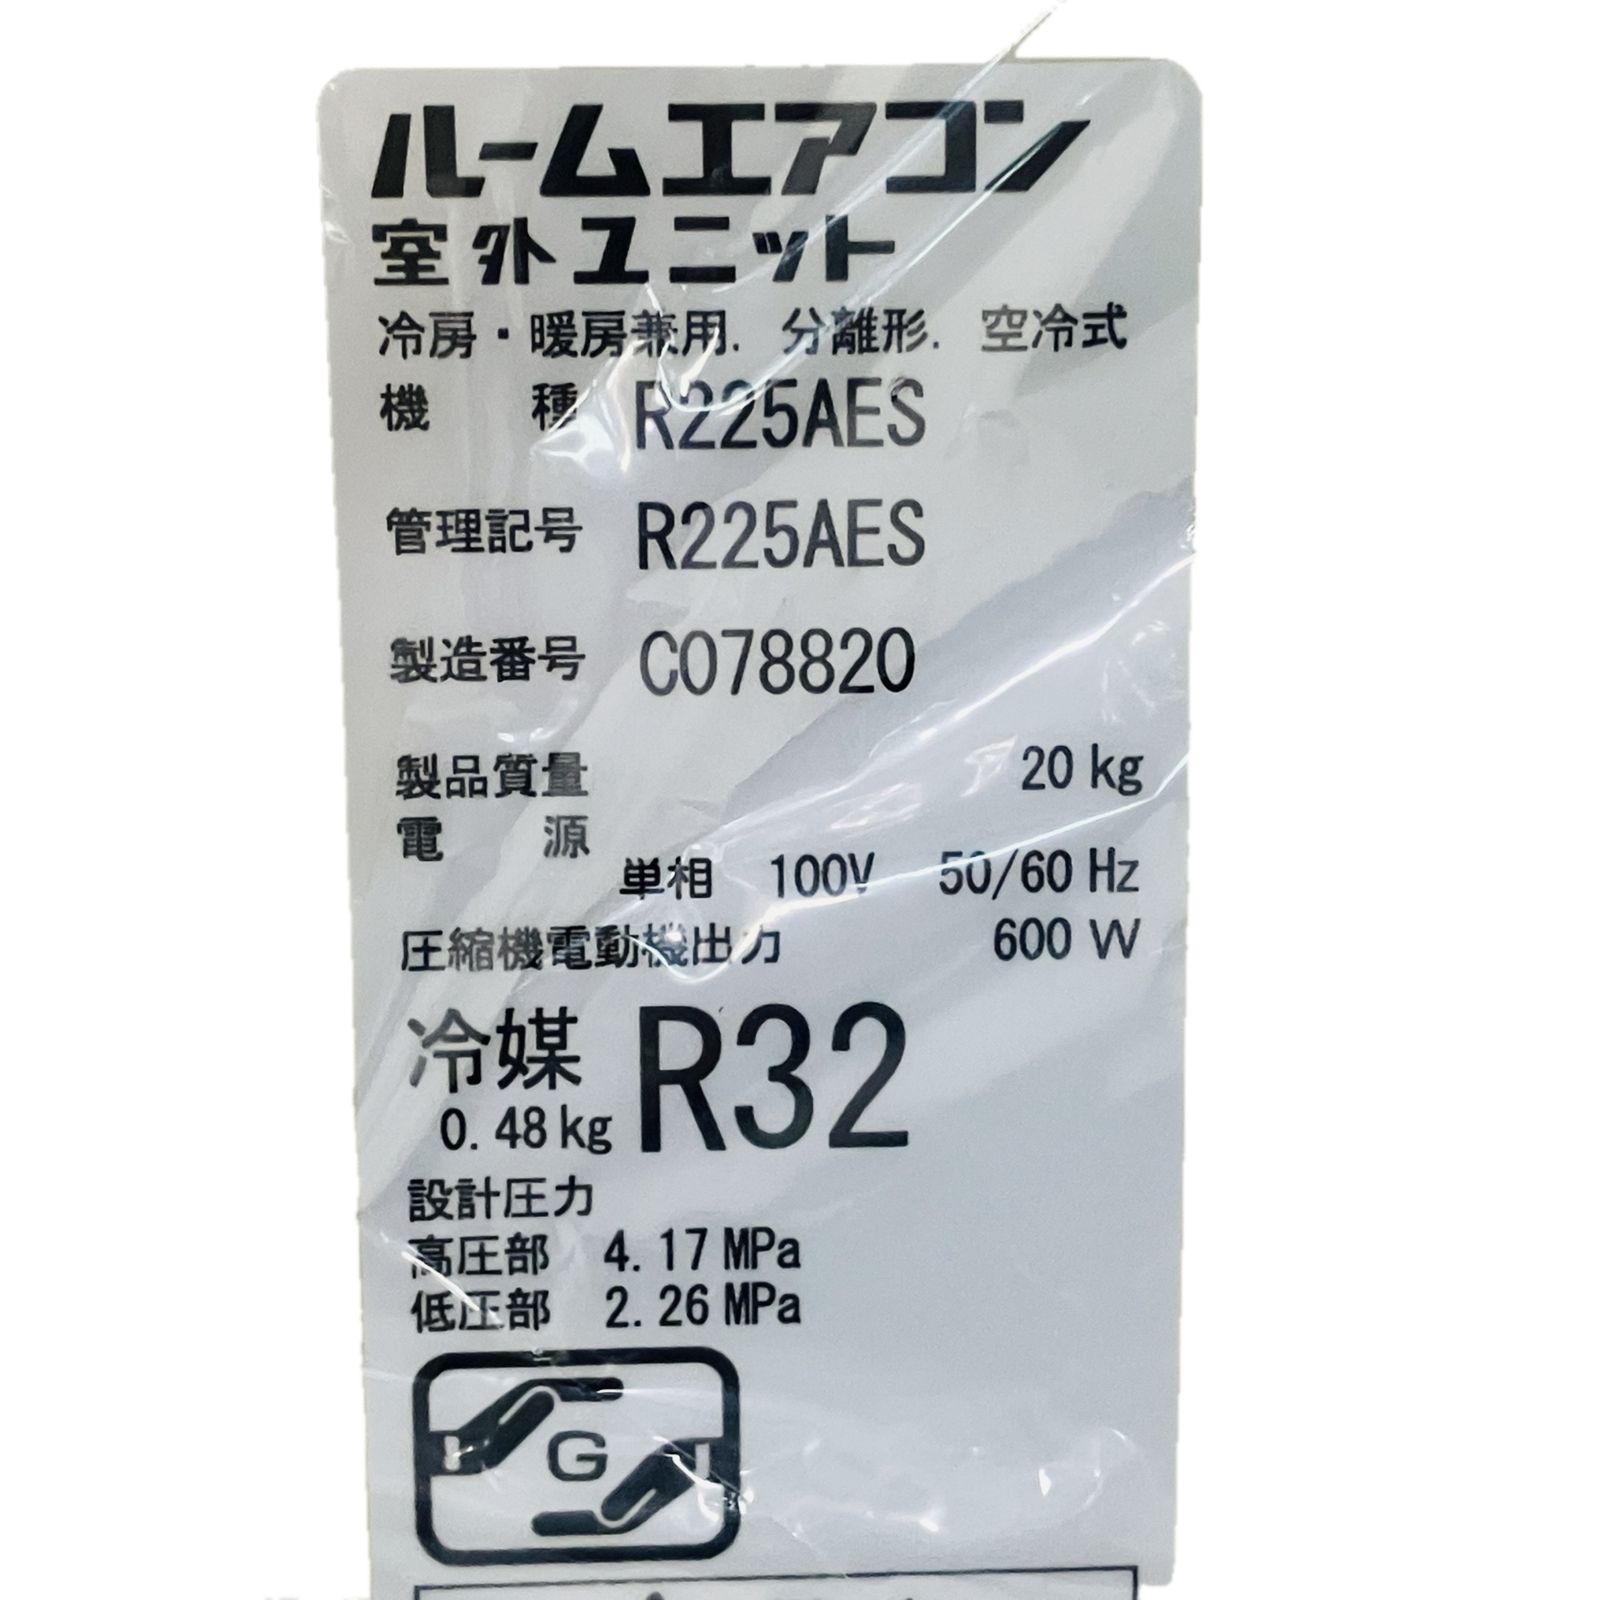 ルームエアコン
室外ユニット
冷房・暖房兼用. 分離形. 空冷式
機 種 R225AES
管理記号 R225AES
製造番号 C078820
製品質量 20 kg
電 源
単相 100V 50/60 Hz
圧縮機電動機出力 600 W
冷媒 R32
0.48kg
設計圧力
高圧部 4.17 MPa
低圧部 2.26 MPa
G